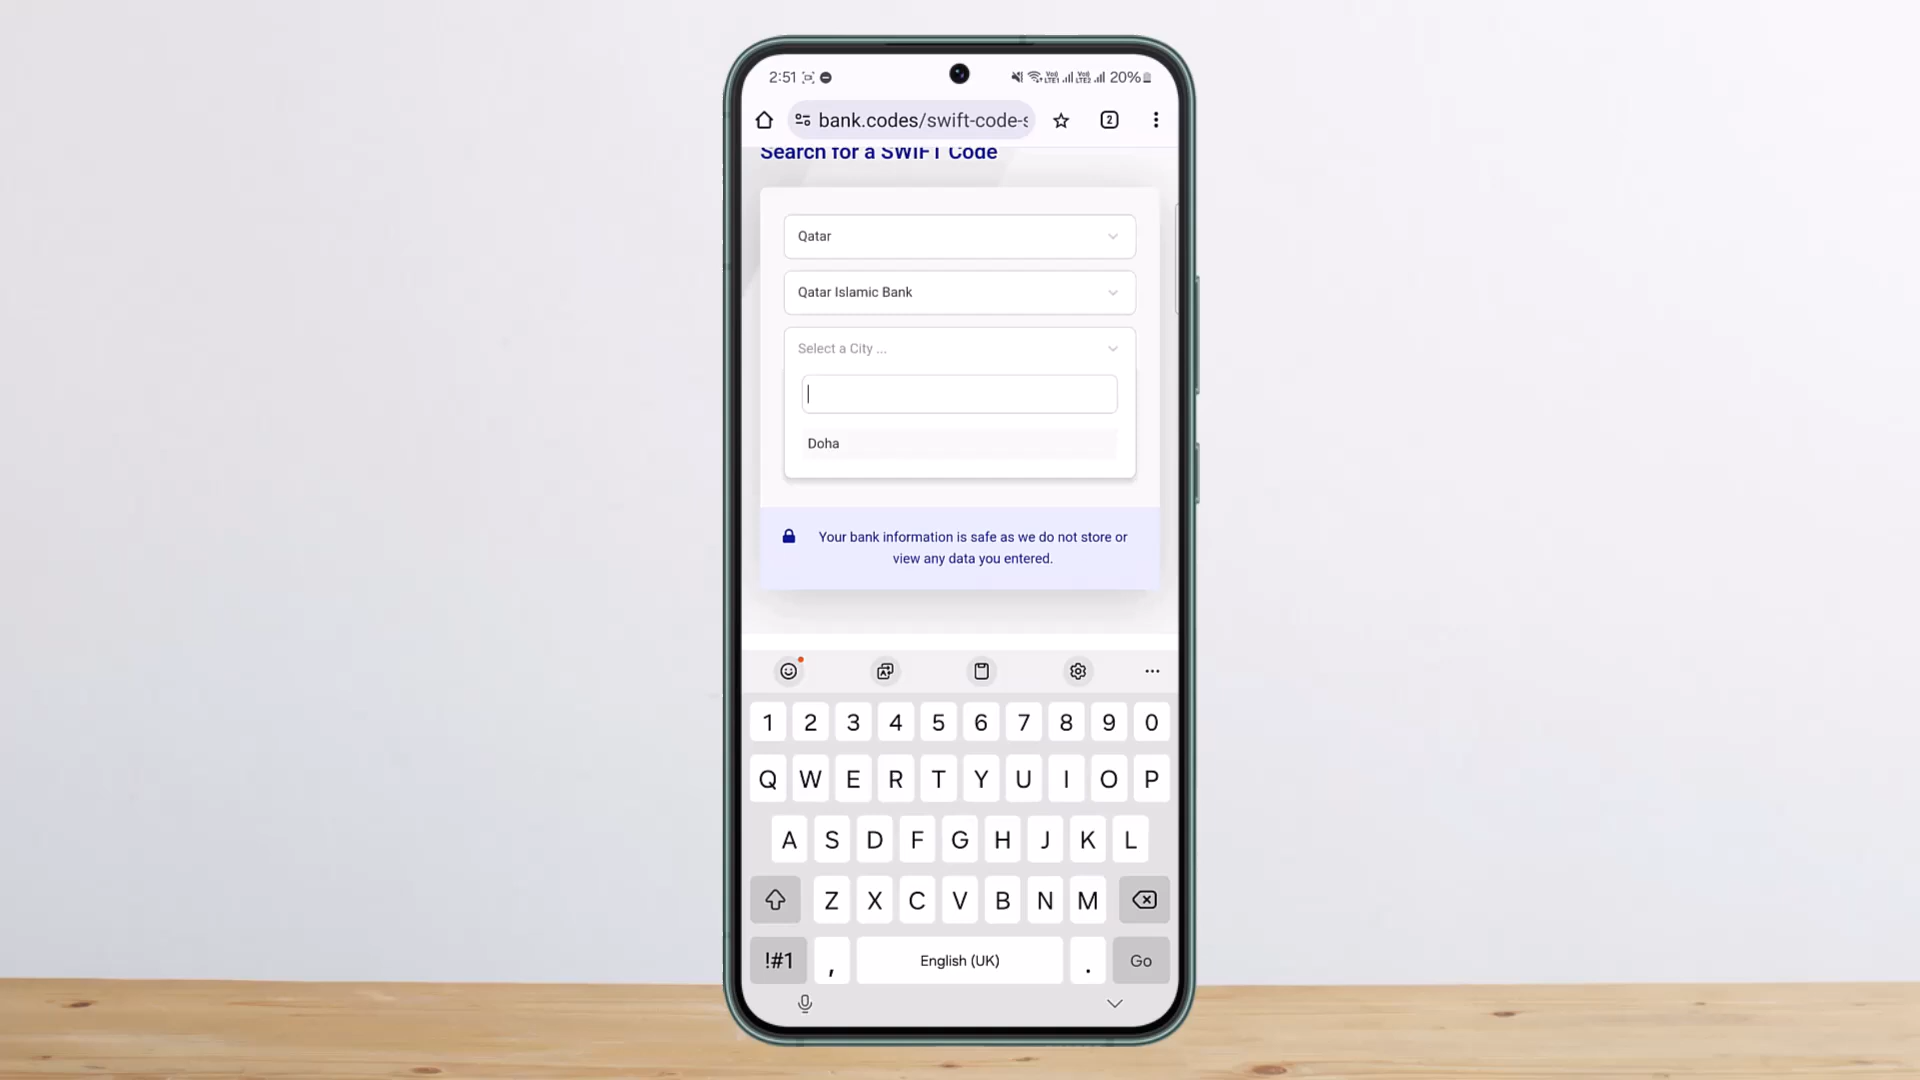 2:51 20%
bank.codes/swift-code-s 2
Search for a SWIFT Code
Qatar
Qatar Islamic Bank
Select a City ...
Doha
Your bank information is safe as we do not store or
view any data you entered.
1 2 3 4 5 6 7 8 9 0
Q W E R T Y U I O P
A S D F G H J K L
Z X C V B N M
!#1 , English (UK) . Go